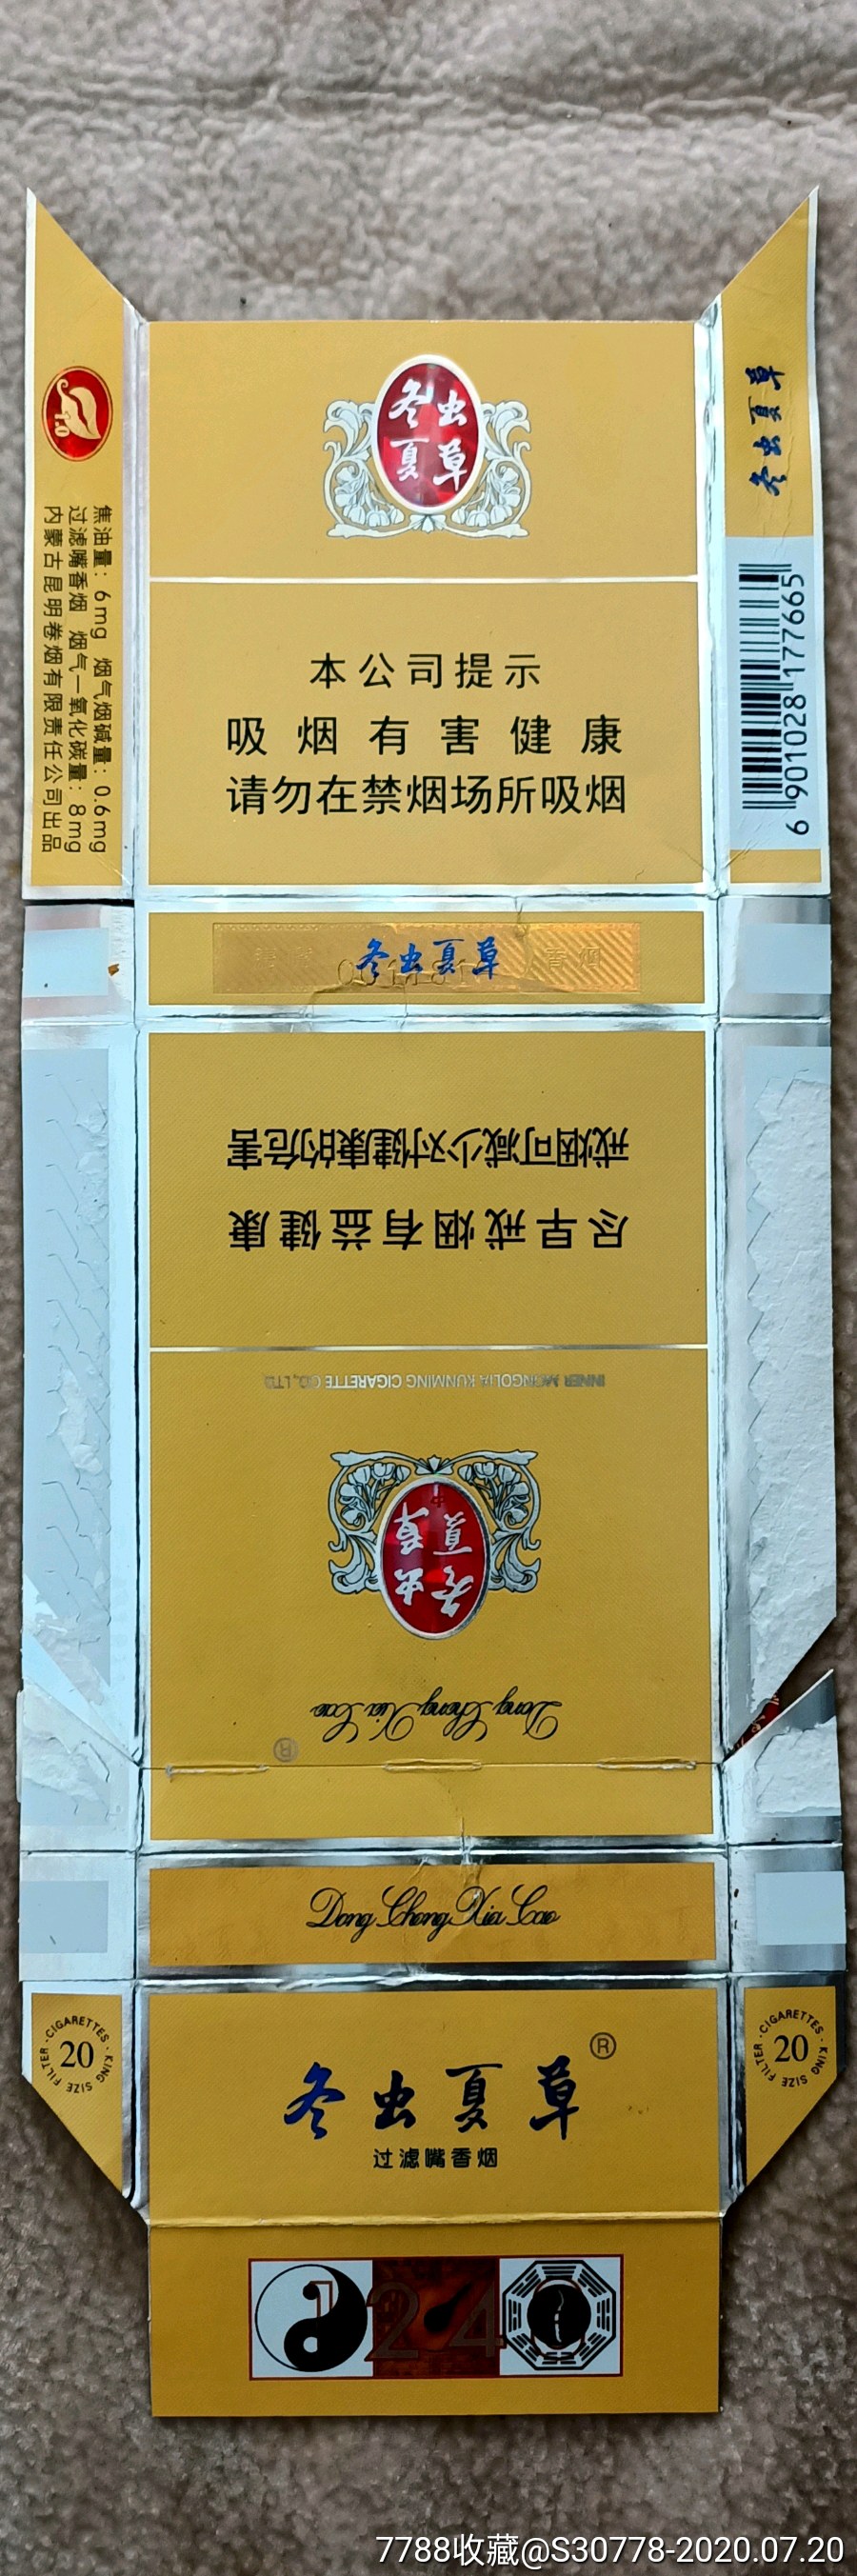 冬虫
夏草
本公司提示
吸烟有害健康
请勿在禁烟场所吸烟
1.0
焦油量：6mg 烟气烟碱量：0.6mg
过滤嘴香烟 烟气一氧化碳量：8mg
内蒙古昆明卷烟有限责任公司出品
冬虫夏草
6 901028 177665
冬虫夏草
香烟
戒烟可减少对健康的危害
尽早戒烟有益健康
INNER MONGOLIA KUNMING CIGARETTE CO.,LTD.
冬虫
夏草
Dong Chong Xia Cao
®
Dong Chong Xia Cao
FILTER·CIGARETTES·KING SIZE
20
FILTER·CIGARETTES·KING SIZE
20
冬虫夏草®
过滤嘴香烟
124
7788收藏@S30778-2020.07.20